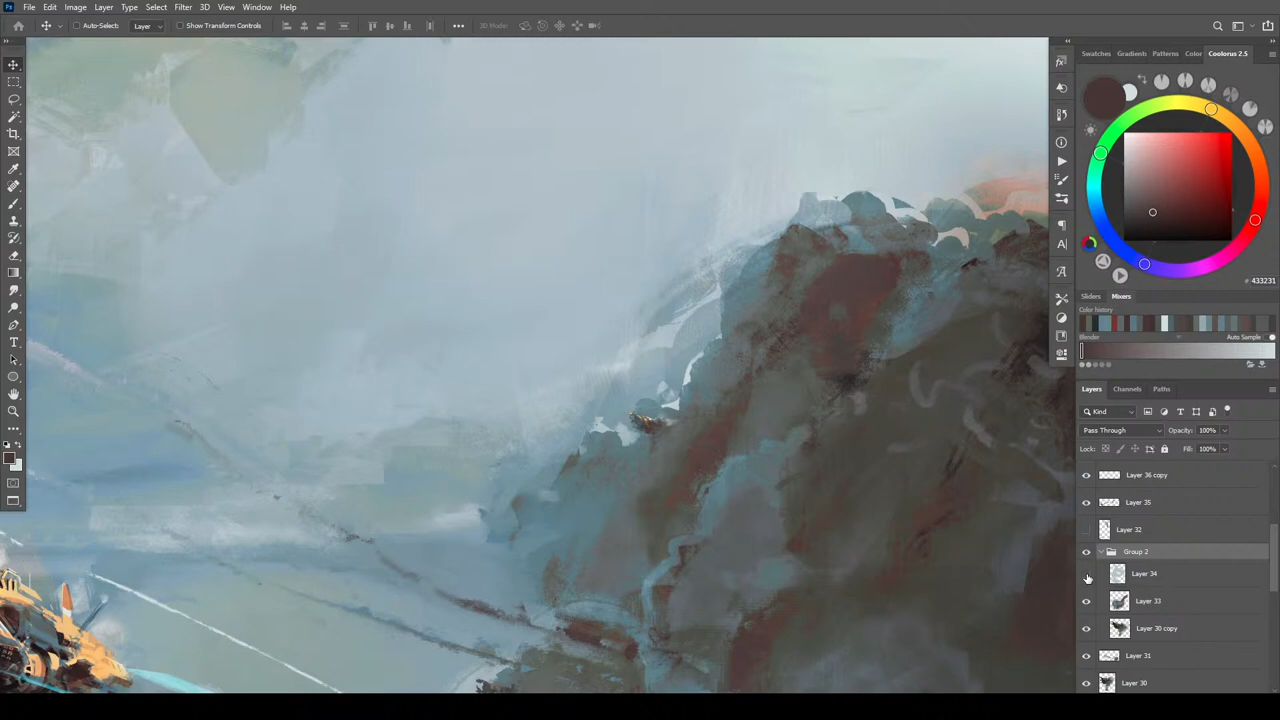 Ps File Edit Image Layer Type Select Filter 3D View Window Help
Auto-Select: Layer Show Transform Controls 3D Mode:
Swatches Gradients Patterns Color Coolorus 2.5
# 433231
Sliders Mixers
Color history
Blender Auto Sample
Layers Channels Paths
Kind
Pass Through Opacity: 100%
Lock: Fill: 100%
Layer 36 copy
Layer 35
Layer 32
Group 2
Layer 34
Layer 33
Layer 30 copy
Layer 31
Layer 30